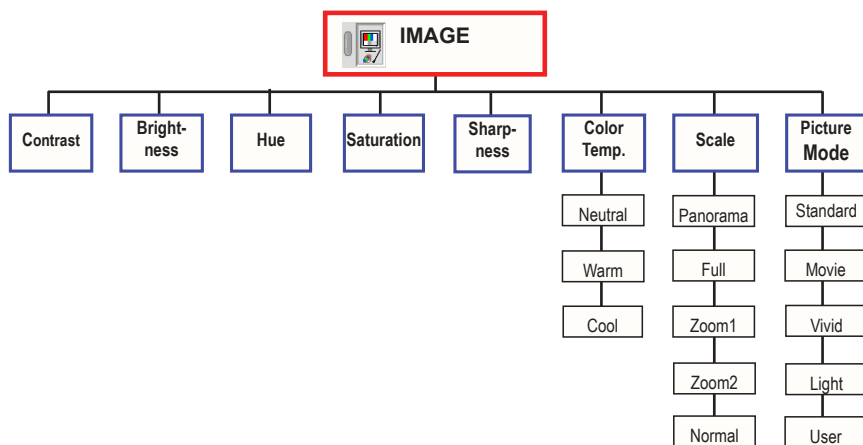 IMAGE
Contrast
Bright-
ness
Hue
Saturation
Sharp-
ness
Color
Temp.
Scale
Picture
Mode
Neutral
Warm
Cool
Panorama
Full
Zoom1
Zoom2
Normal
Standard
Movie
Vivid
Light
User